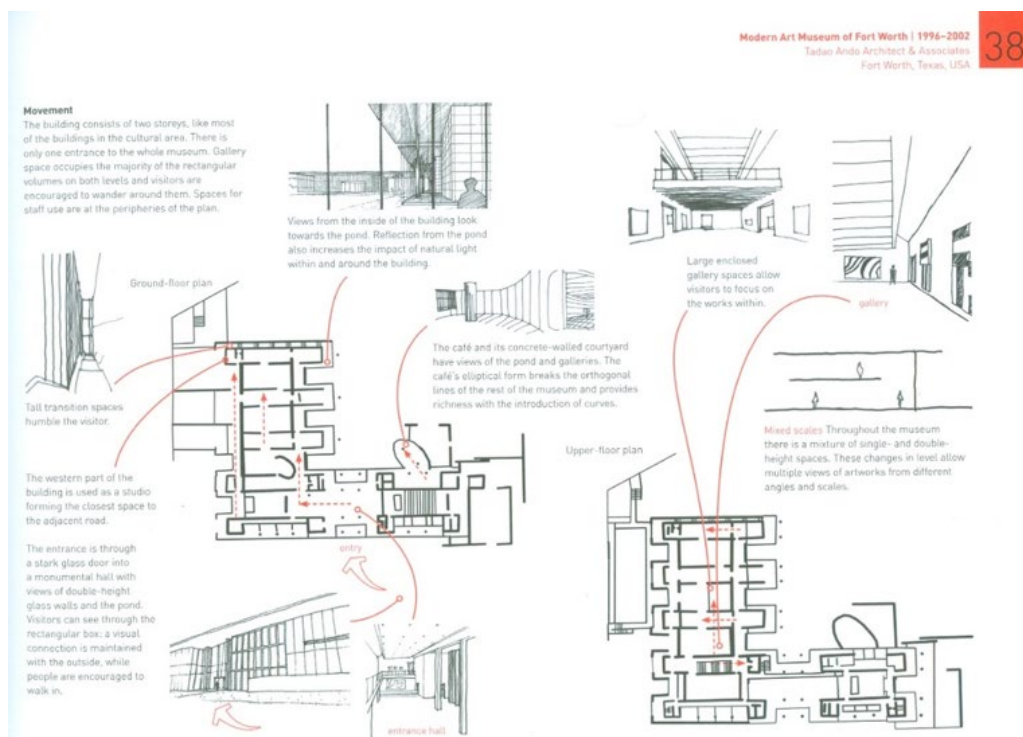 Modern Art Museum of Fort Worth | 1996–2002
Tadao Ando Architect & Associates
Fort Worth, Texas, USA
38
Movement
The building consists of two storeys, like most
of the buildings in the cultural area. There is
only one entrance to the whole museum. Gallery
space occupies the majority of the rectangular
volumes on both levels and visitors are
encouraged to wander around them. Spaces for
staff use are at the peripheries of the plan.
Views from the inside of the building look
towards the pond. Reflection from the pond
also increases the impact of natural light
within and around the building.
Large enclosed
gallery spaces allow
visitors to focus on
the works within.
gallery
Ground-floor plan
The café and its concrete-walled courtyard
have views of the pond and galleries. The
café's elliptical form breaks the orthogonal
lines of the rest of the museum and provides
richness with the introduction of curves.
Tall transition spaces
humble the visitor.
Mixed scales Throughout the museum
there is a mixture of single- and double-
height spaces. These changes in level allow
multiple views of artworks from different
angles and scales.
Upper-floor plan
The western part of the
building is used as a studio
forming the closest space to
the adjacent road.
entry
The entrance is through
a stark glass door into
a monumental hall with
views of double-height
glass walls and the pond.
Visitors can see through the
rectangular box: a visual
connection is maintained
with the outside, while
people are encouraged to
walk in.
entrance hall